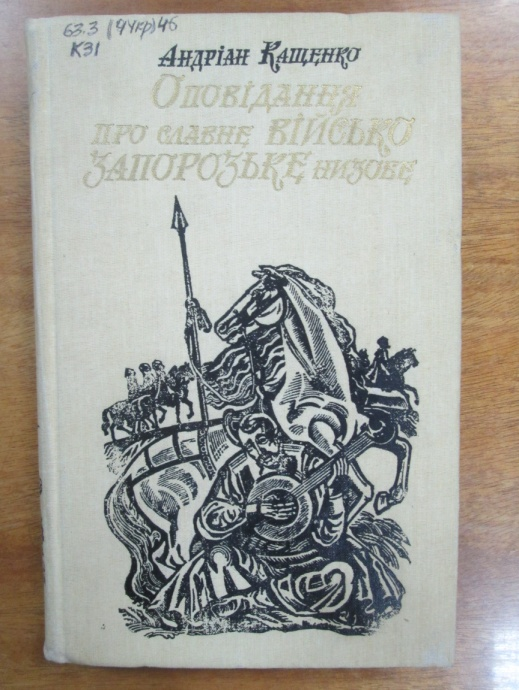 63.3 (4Укр)46
К31
Андріан Кащенко
Оповідання
про славне військо
Запорозьке низове